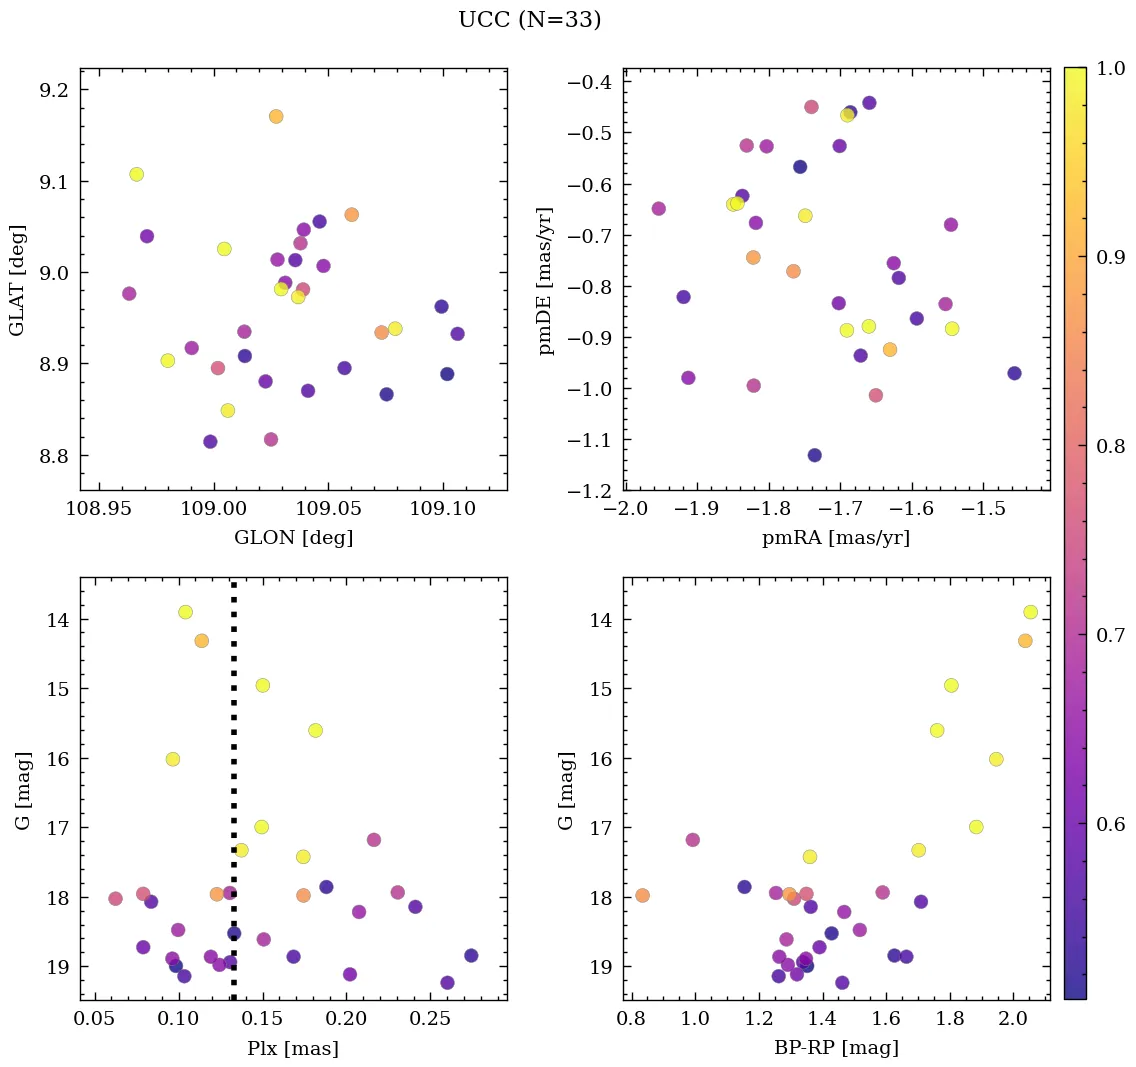 UCC (N=33)
9.2
9.1
9.0
8.9
8.8
GLAT [deg]
108.95 109.00 109.05 109.10
GLON [deg]
−0.4
−0.5
−0.6
−0.7
−0.8
−0.9
−1.0
−1.1
−1.2
pmDE [mas/yr]
−2.0 −1.9 −1.8 −1.7 −1.6 −1.5
pmRA [mas/yr]
14
15
16
17
18
19
G [mag]
0.05 0.10 0.15 0.20 0.25
Plx [mas]
14
15
16
17
18
19
G [mag]
0.8 1.0 1.2 1.4 1.6 1.8 2.0
BP-RP [mag]
1.0
0.9
0.8
0.7
0.6